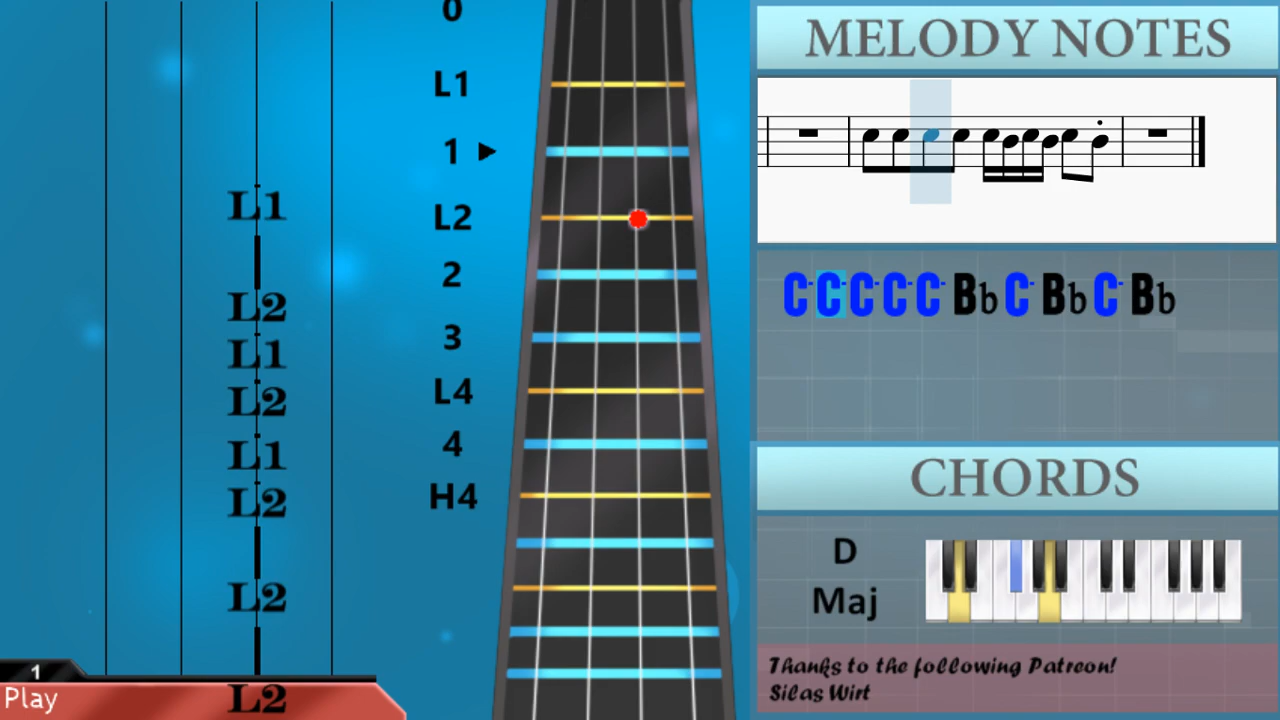 0
L1
1
L2
2
3
L4
4
H4
L1
L2
L1
L2
L1
L2
L2
L2
1
Play
MELODY NOTES
C- C- C- C- C- Bb C- Bb C- Bb
CHORDS
D
Maj
Thanks to the following Patreon!
Silas Wirt